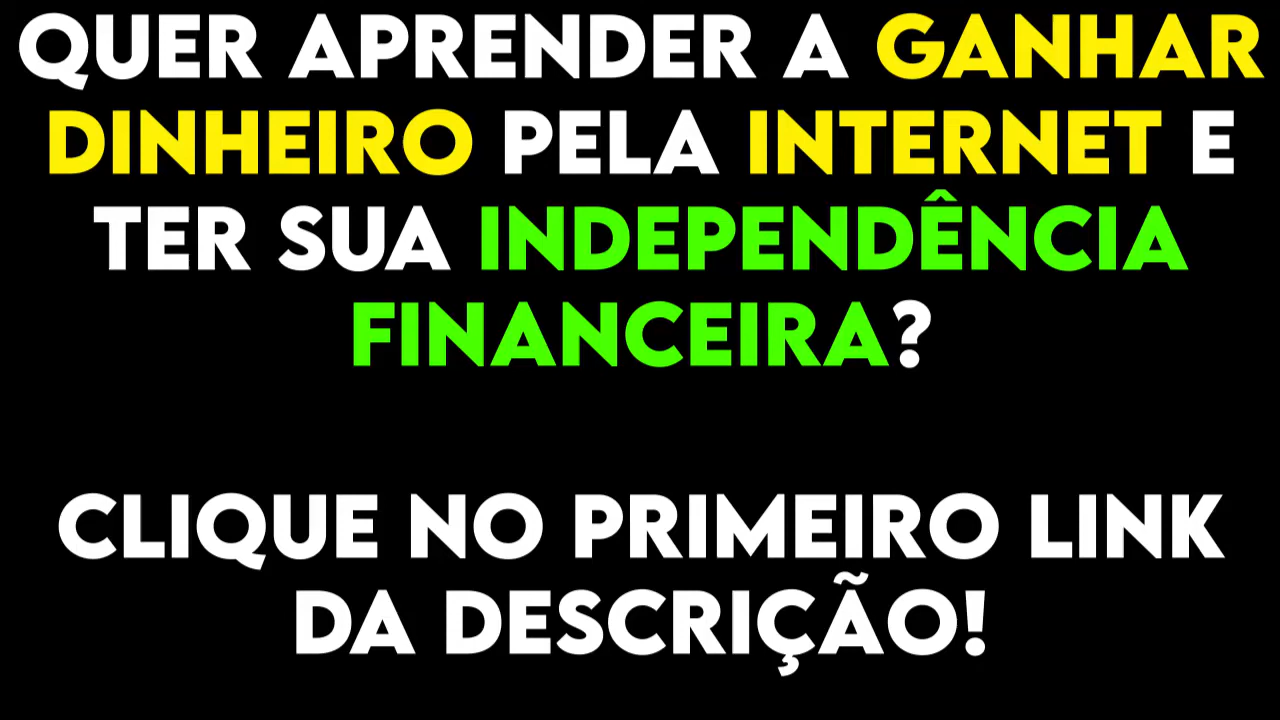 QUER APRENDER A GANHAR
DINHEIRO PELA INTERNET E
TER SUA INDEPENDÊNCIA
FINANCEIRA?
CLIQUE NO PRIMEIRO LINK
DA DESCRIÇÃO!